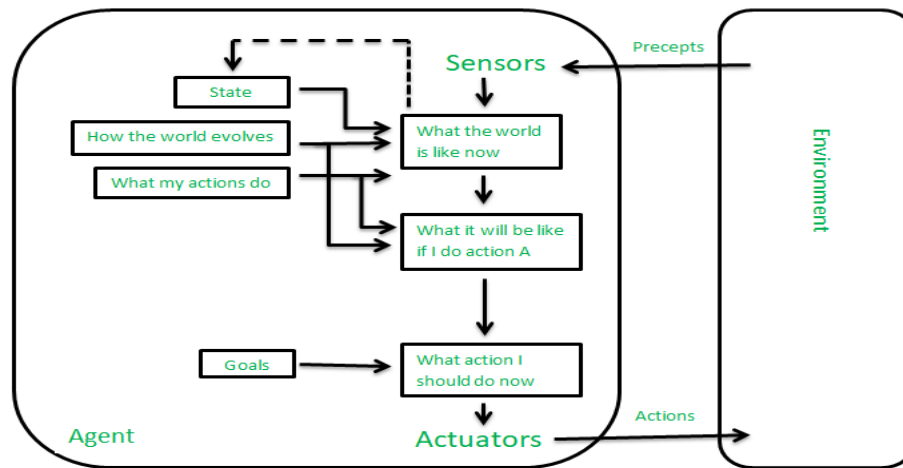 Precepts
Sensors
State
How the world evolves
What the world
is like now
What my actions do
Environment
What it will be like
if I do action A
Goals
What action I
should do now
Agent
Actuators
Actions